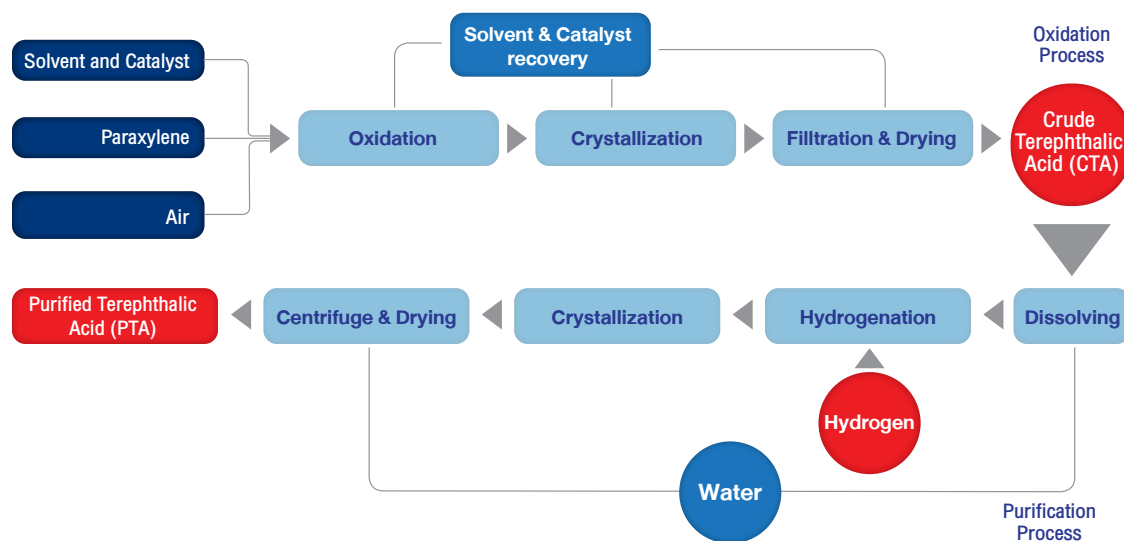 Solvent and Catalyst
Paraxylene
Air
Solvent & Catalyst
recovery
Oxidation
Crystallization
Filltration & Drying
Oxidation
Process
Crude
Terephthalic
Acid (CTA)
Purified Terephthalic
Acid (PTA)
Centrifuge & Drying
Crystallization
Hydrogenation
Dissolving
Hydrogen
Water
Purification
Process